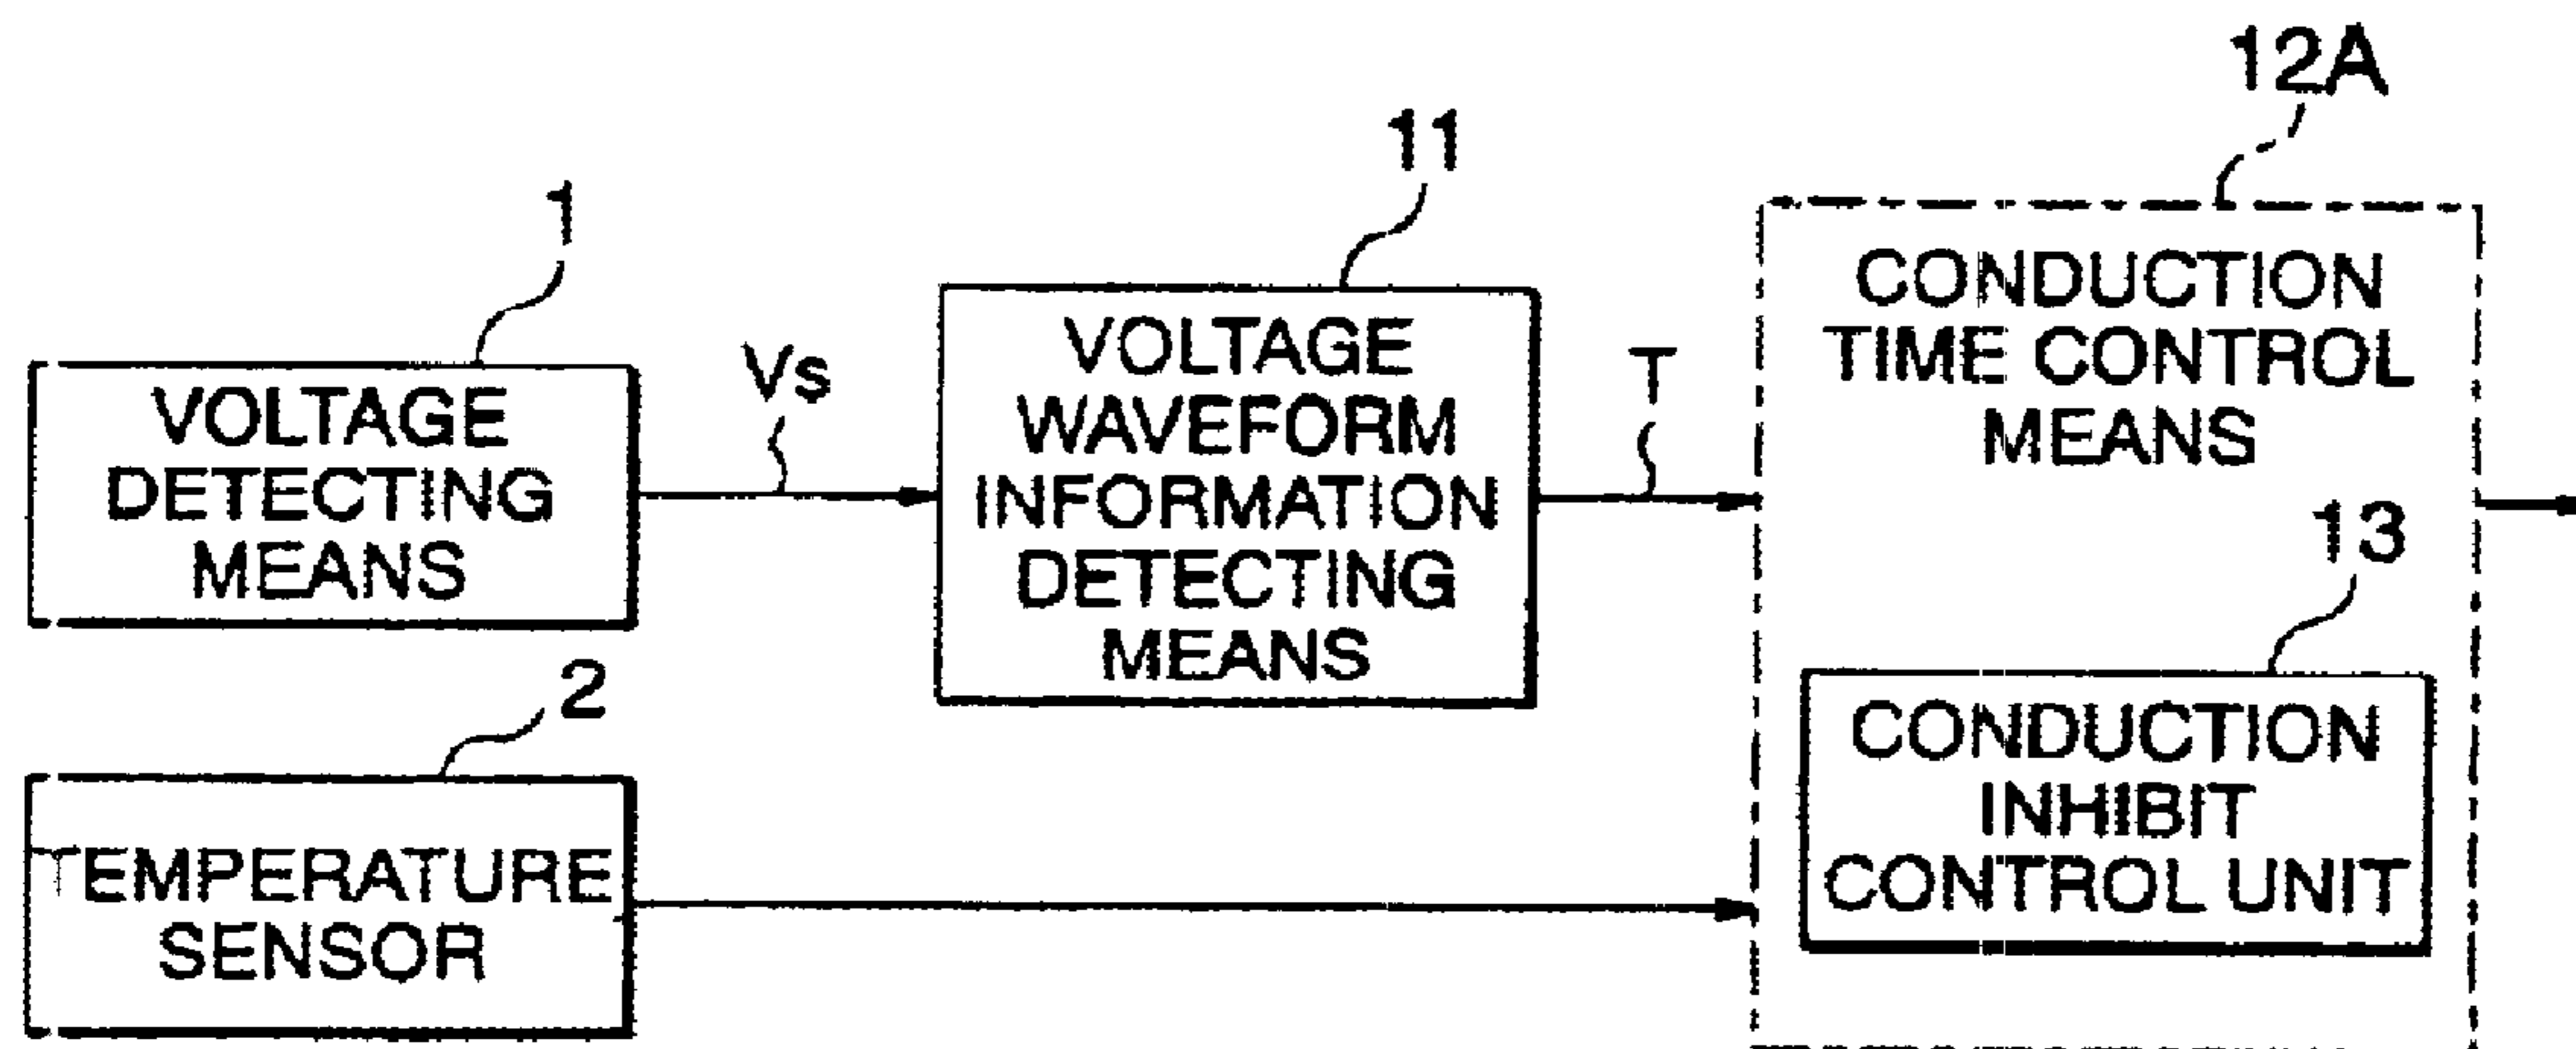 12A
11
1
CONDUCTION
TIME CONTROL
MEANS
VOLTAGE
WAVEFORM
INFORMATION
DETECTING
MEANS
Vs
T
VOLTAGE
DETECTING
MEANS
13
2
CONDUCTION
INHIBIT
CONTROL UNIT
TEMPERATURE
SENSOR